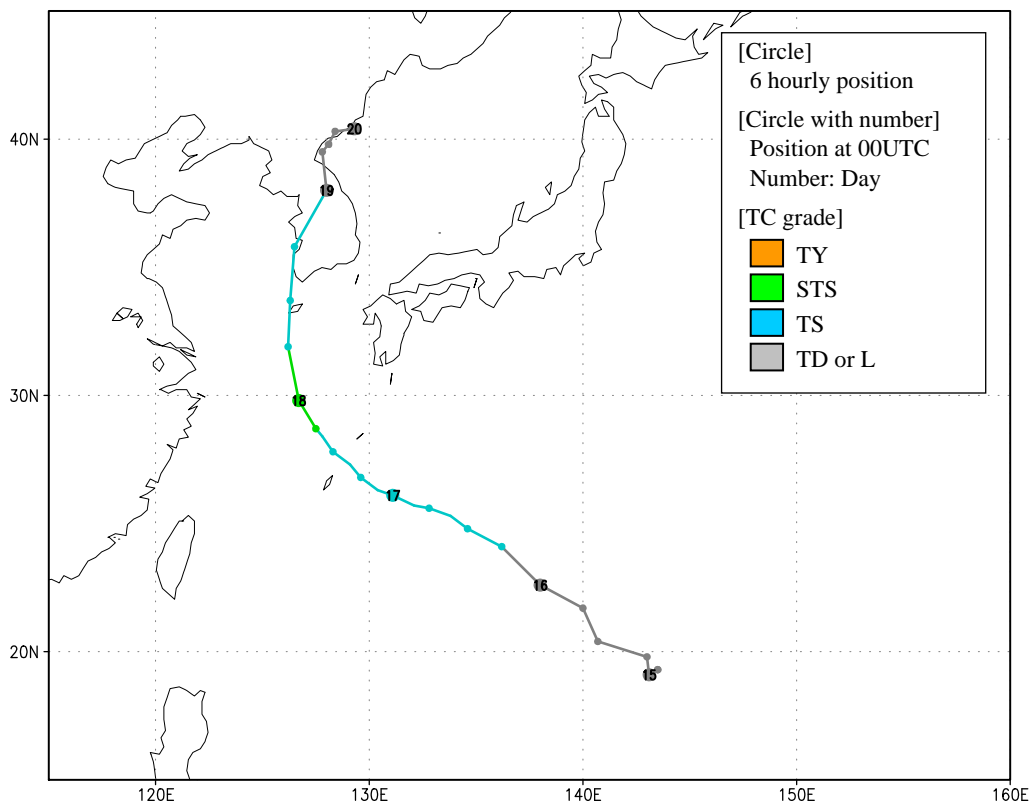 [Circle]
6 hourly position
[Circle with number]
Position at 00UTC
Number: Day
[TC grade]
TY
STS
TS
TD or L
40N
30N
20N
20
19
18
17
16
15
120E
130E
140E
150E
160E